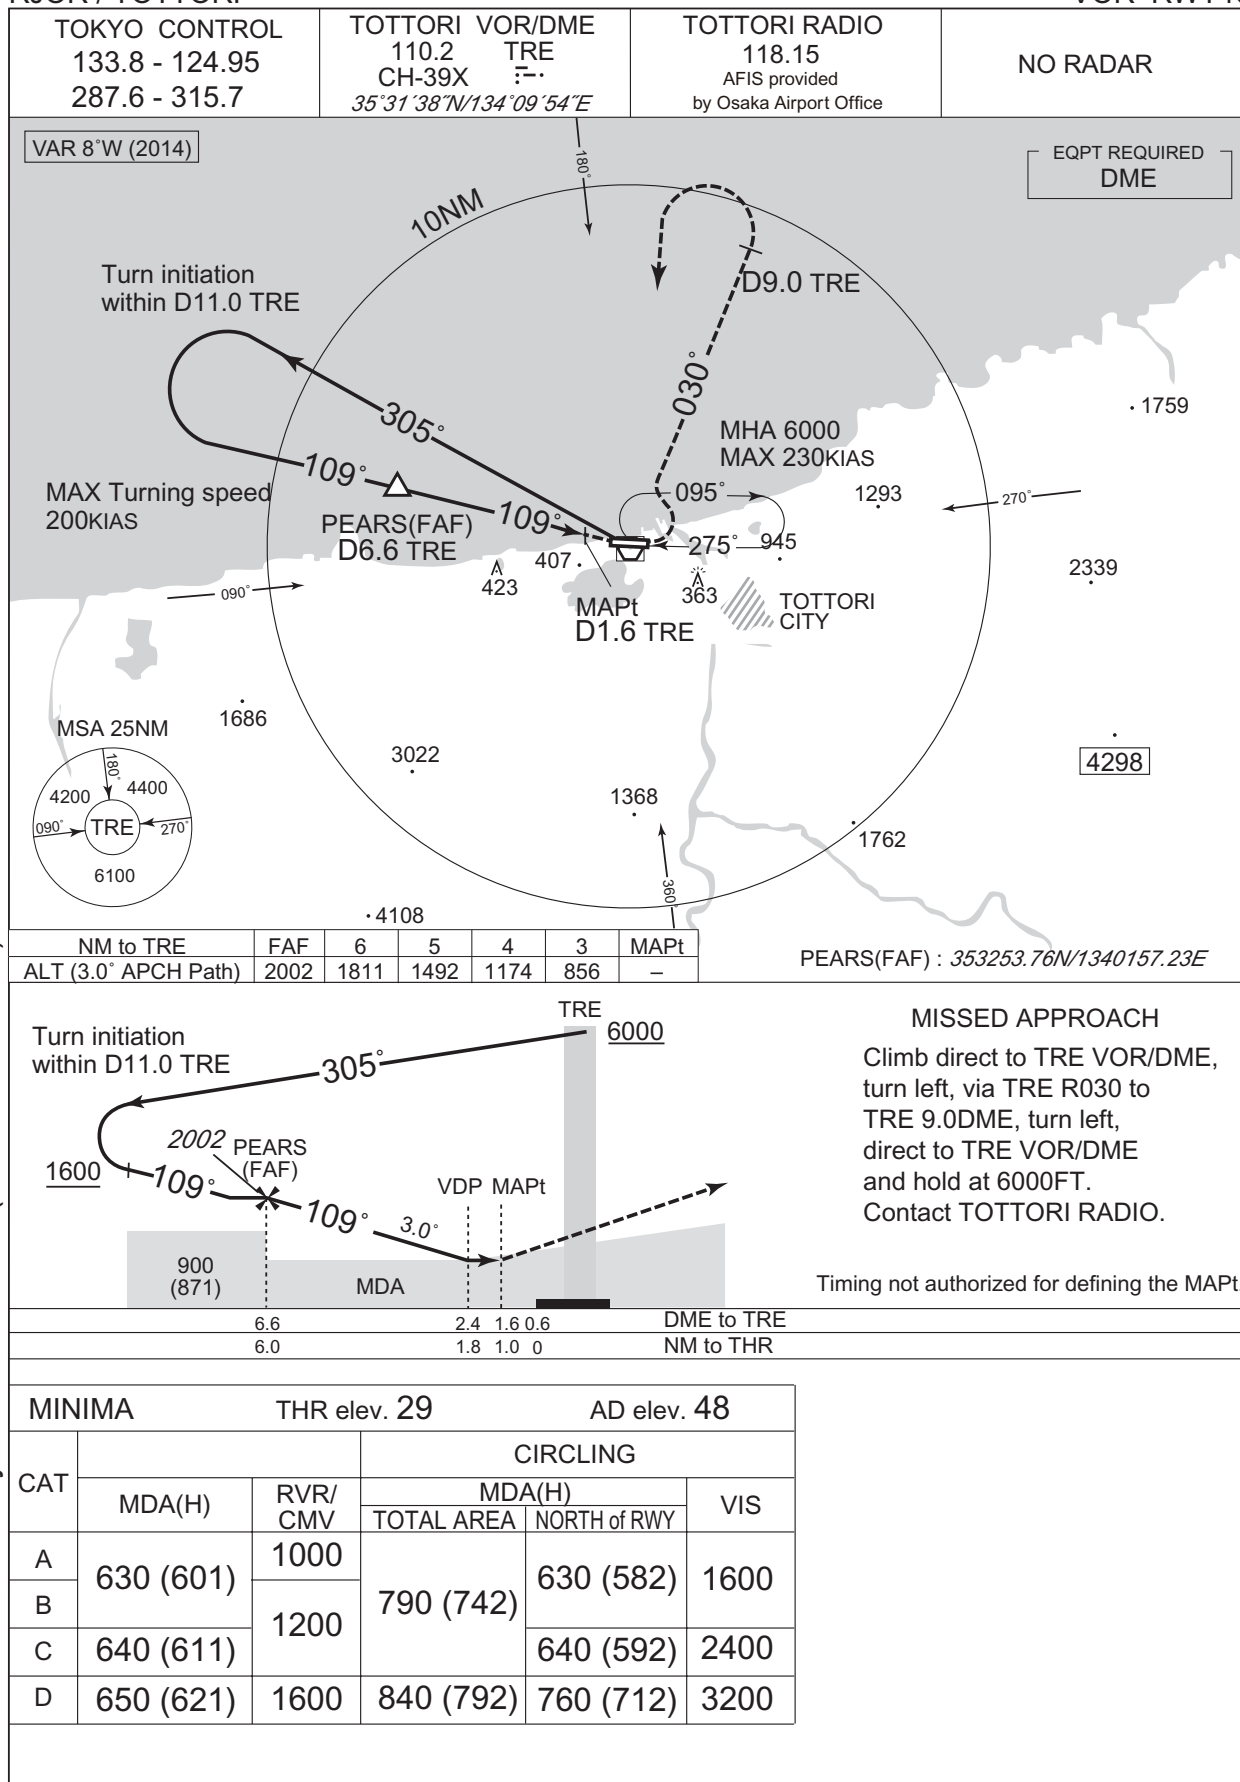 RJOR / TOTTORI
TOKYO CONTROL
133.8 - 124.95
287.6 - 315.7
TOTTORI VOR/DME
110.2 TRE
CH-39X
35°31´38˝N/134°09´54˝E
TOTTORI RADIO
118.15
AFIS provided
by Osaka Airport Office
NO RADAR
VAR 8°W (2014)
180°
EQPT REQUIRED
DME
10NM
Turn initiation
within D11.0 TRE
D9.0 TRE
305°
030°
1759
MHA 6000
MAX 230KIAS
109°
MAX Turning speed
200KIAS
095°
1293
270°
PEARS(FAF)
D6.6 TRE
109°
275°
945
407
423
2339
090°
363
MAPt
D1.6 TRE
TOTTORI
CITY
1686
MSA 25NM
180°
4200
4400
090°
TRE
270°
6100
3022
4298
1368
1762
360°
4108
NM to TRE FAF 6 5 4 3 MAPt
ALT (3.0° APCH Path) 2002 1811 1492 1174 856 –
PEARS(FAF) : 353253.76N/1340157.23E
Turn initiation
within D11.0 TRE
TRE
6000
305°
2002
PEARS
(FAF)
1600
109°
109°
3.0°
VDP MAPt
900
(871)
MDA
6.6 2.4 1.6 0.6 DME to TRE
6.0 1.8 1.0 0 NM to THR
MISSED APPROACH
Climb direct to TRE VOR/DME,
turn left, via TRE R030 to
TRE 9.0DME, turn left,
direct to TRE VOR/DME
and hold at 6000FT.
Contact TOTTORI RADIO.
Timing not authorized for defining the MAPt.
MINIMA THR elev. 29 AD elev. 48
CAT
MDA(H)
RVR/
CMV
CIRCLING
MDA(H)
TOTAL AREA NORTH of RWY
VIS
A 630 (601) 1000 790 (742) 630 (582) 1600
B 1200
C 640 (611) 640 (592) 2400
D 650 (621) 1600 840 (792) 760 (712) 3200